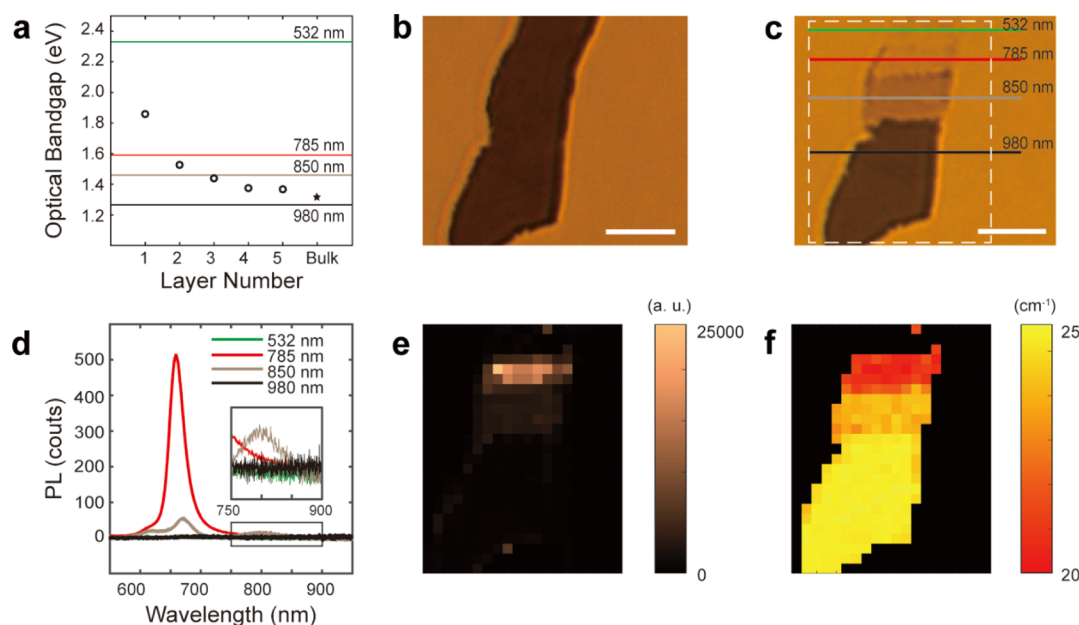 a
2.4
2.2
2.0
1.8
1.6
1.4
1.2
Optical Bandgap (eV)
532 nm
785 nm
850 nm
980 nm
1 2 3 4 5 Bulk
Layer Number
b
c
532 nm
785 nm
850 nm
980 nm
d
500
400
300
200
100
0
PL (couts)
532 nm
785 nm
850 nm
980 nm
750 900
600 700 800 900
Wavelength (nm)
e
(a. u.)
25000
0
f
(cm⁻¹)
25
20